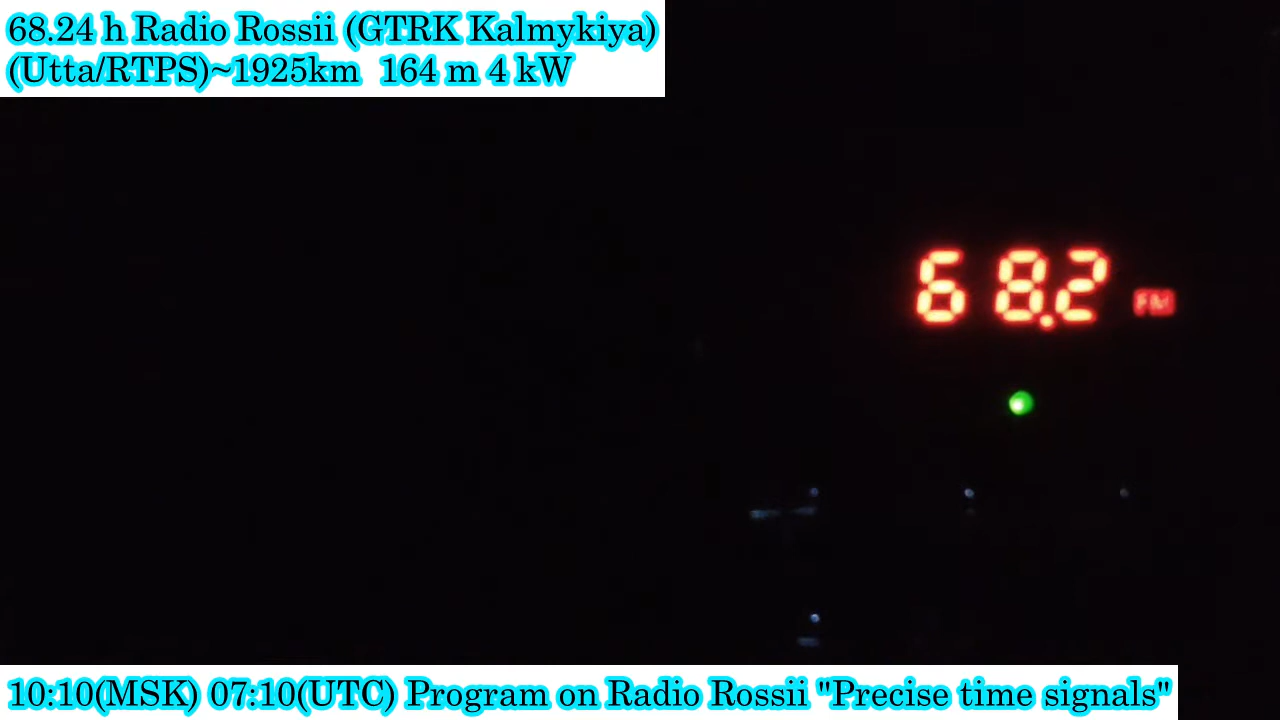 68.24 h Radio Rossii (GTRK Kalmykiya)
(Utta/RTPS)~1925km 164 m 4 kW
68.2 FM
10:10(MSK) 07:10(UTC) Program on Radio Rossii "Precise time signals"